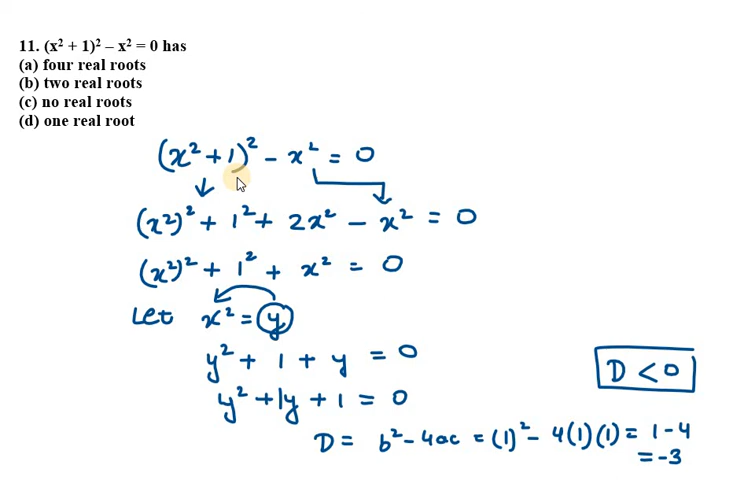 11. (x² + 1)² – x² = 0 has
(a) four real roots
(b) two real roots
(c) no real roots
(d) one real root
(x² + 1)² - x² = 0
(x²)² + 1² + 2x² - x² = 0
(x²)² + 1² + x² = 0
Let x² = y
y² + 1 + y = 0
y² + 1y + 1 = 0
D < 0
D = b² - 4ac = (1)² - 4(1)(1) = 1 - 4
= -3